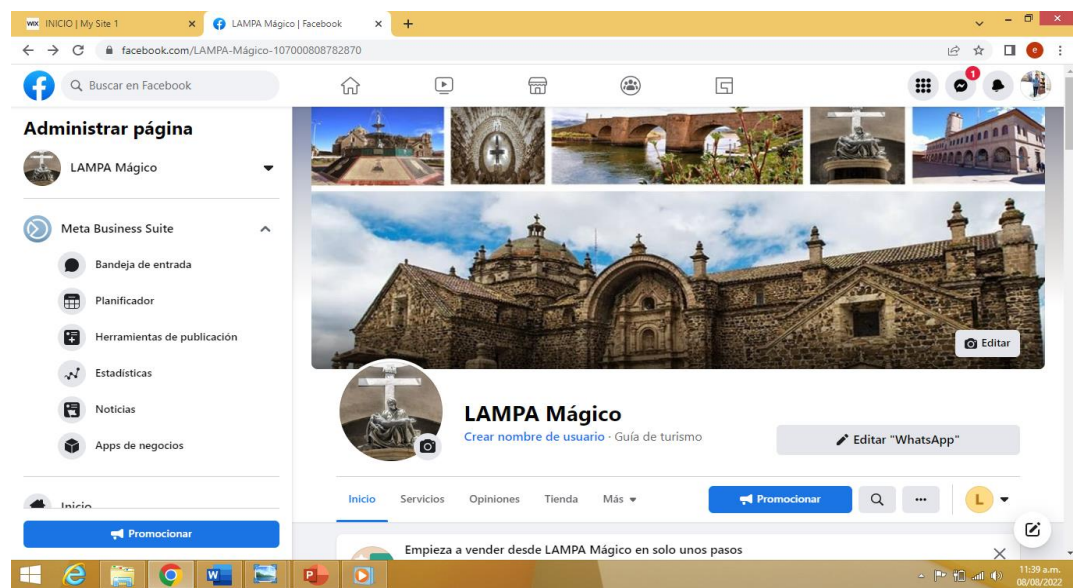 WIX INICIO | My Site 1
LAMPA Mágico | Facebook
facebook.com/LAMPA-Mágico-107000808782870
e
Buscar en Facebook
1
Administrar página
LAMPA Mágico
Meta Business Suite
Bandeja de entrada
Planificador
Herramientas de publicación
Estadísticas
Noticias
Apps de negocios
Inicio
Promocionar
Editar
LAMPA Mágico
Crear nombre de usuario · Guía de turismo
Editar "WhatsApp"
Inicio Servicios Opiniones Tienda Más
Promocionar
L
Empieza a vender desde LAMPA Mágico en solo unos pasos
11:39 a.m.
08/08/2022